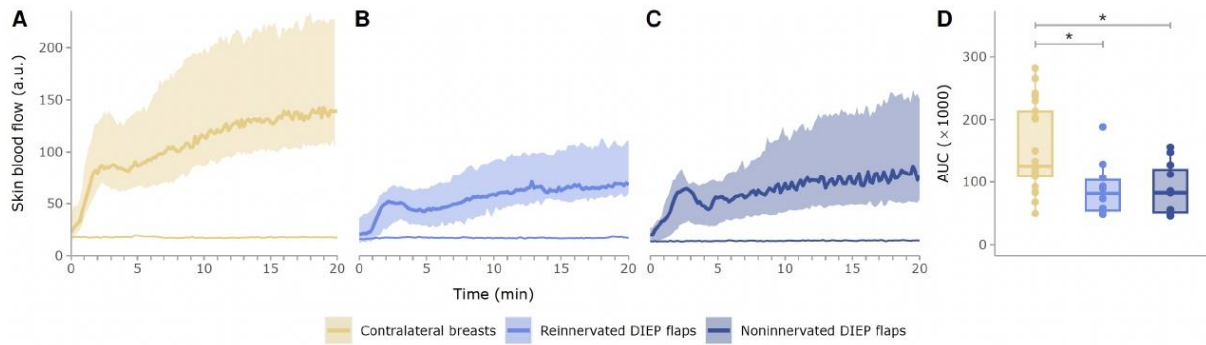 A
B
C
D
Skin blood flow (a.u.)
200
150
100
50
0
0 5 10 15 20
0 5 10 15 20
0 5 10 15 20
Time (min)
AUC (×1000)
300
200
100
0
*
*
Contralateral breasts Reinnervated DIEP flaps Noninnervated DIEP flaps